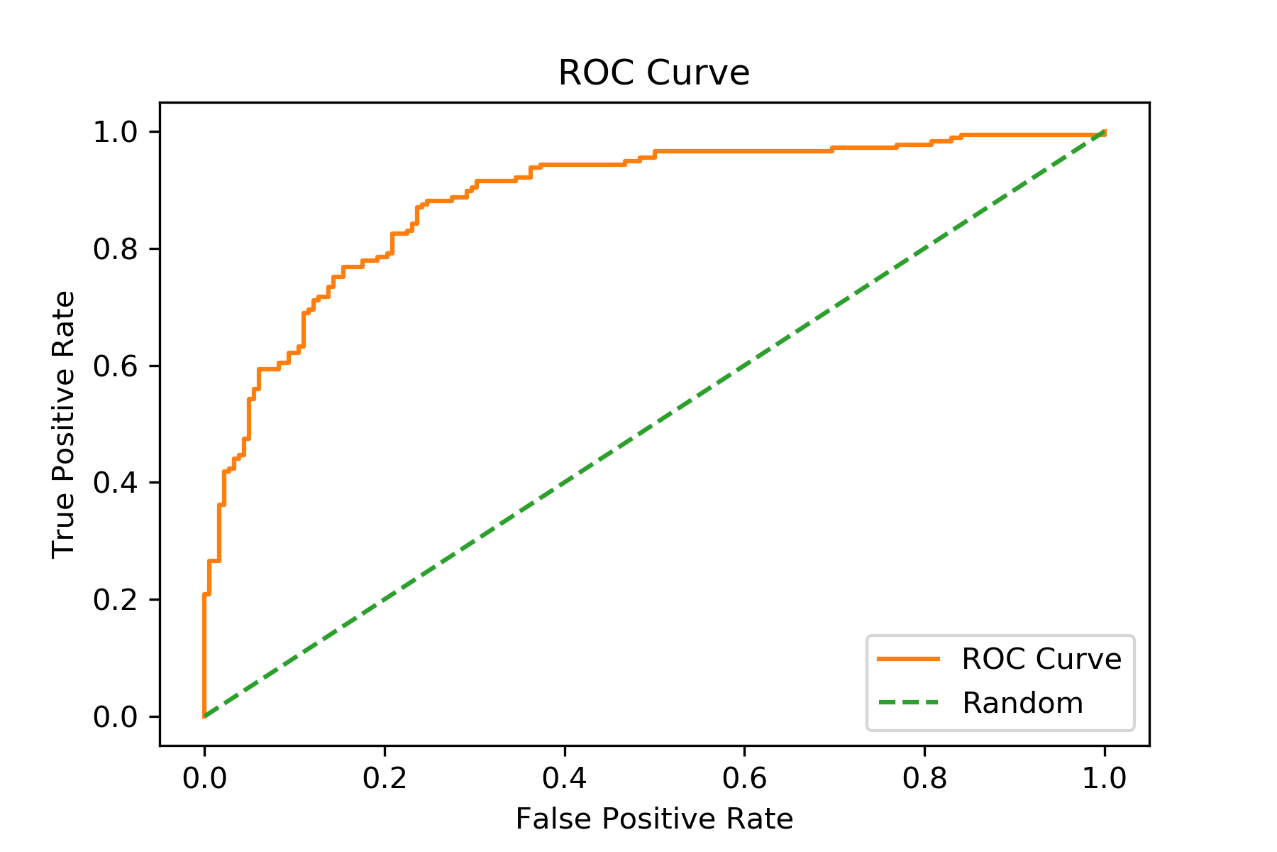 ROC Curve
1.0
0.8
0.6
0.4
0.2
0.0
True Positive Rate
0.0 0.2 0.4 0.6 0.8 1.0
False Positive Rate
ROC Curve
Random